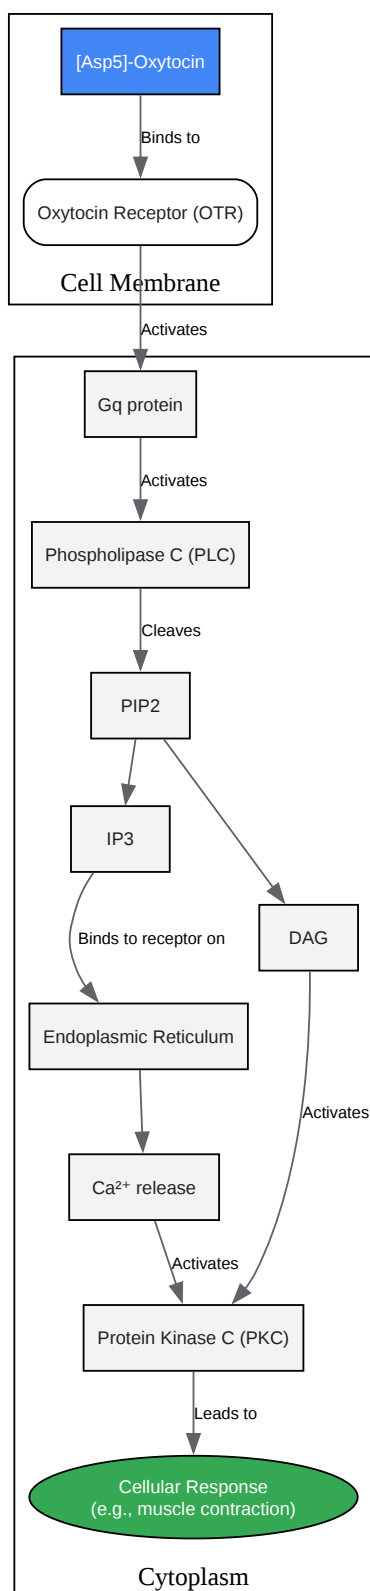 [Asp5]-Oxytocin
Binds to
Oxytocin Receptor (OTR)
Cell Membrane
Activates
Gq protein
Activates
Phospholipase C (PLC)
Cleaves
PIP2
IP3
DAG
Binds to receptor on
Endoplasmic Reticulum
Activates
Ca²⁺ release
Activates
Protein Kinase C (PKC)
Leads to
Cellular Response
(e.g., muscle contraction)
Cytoplasm